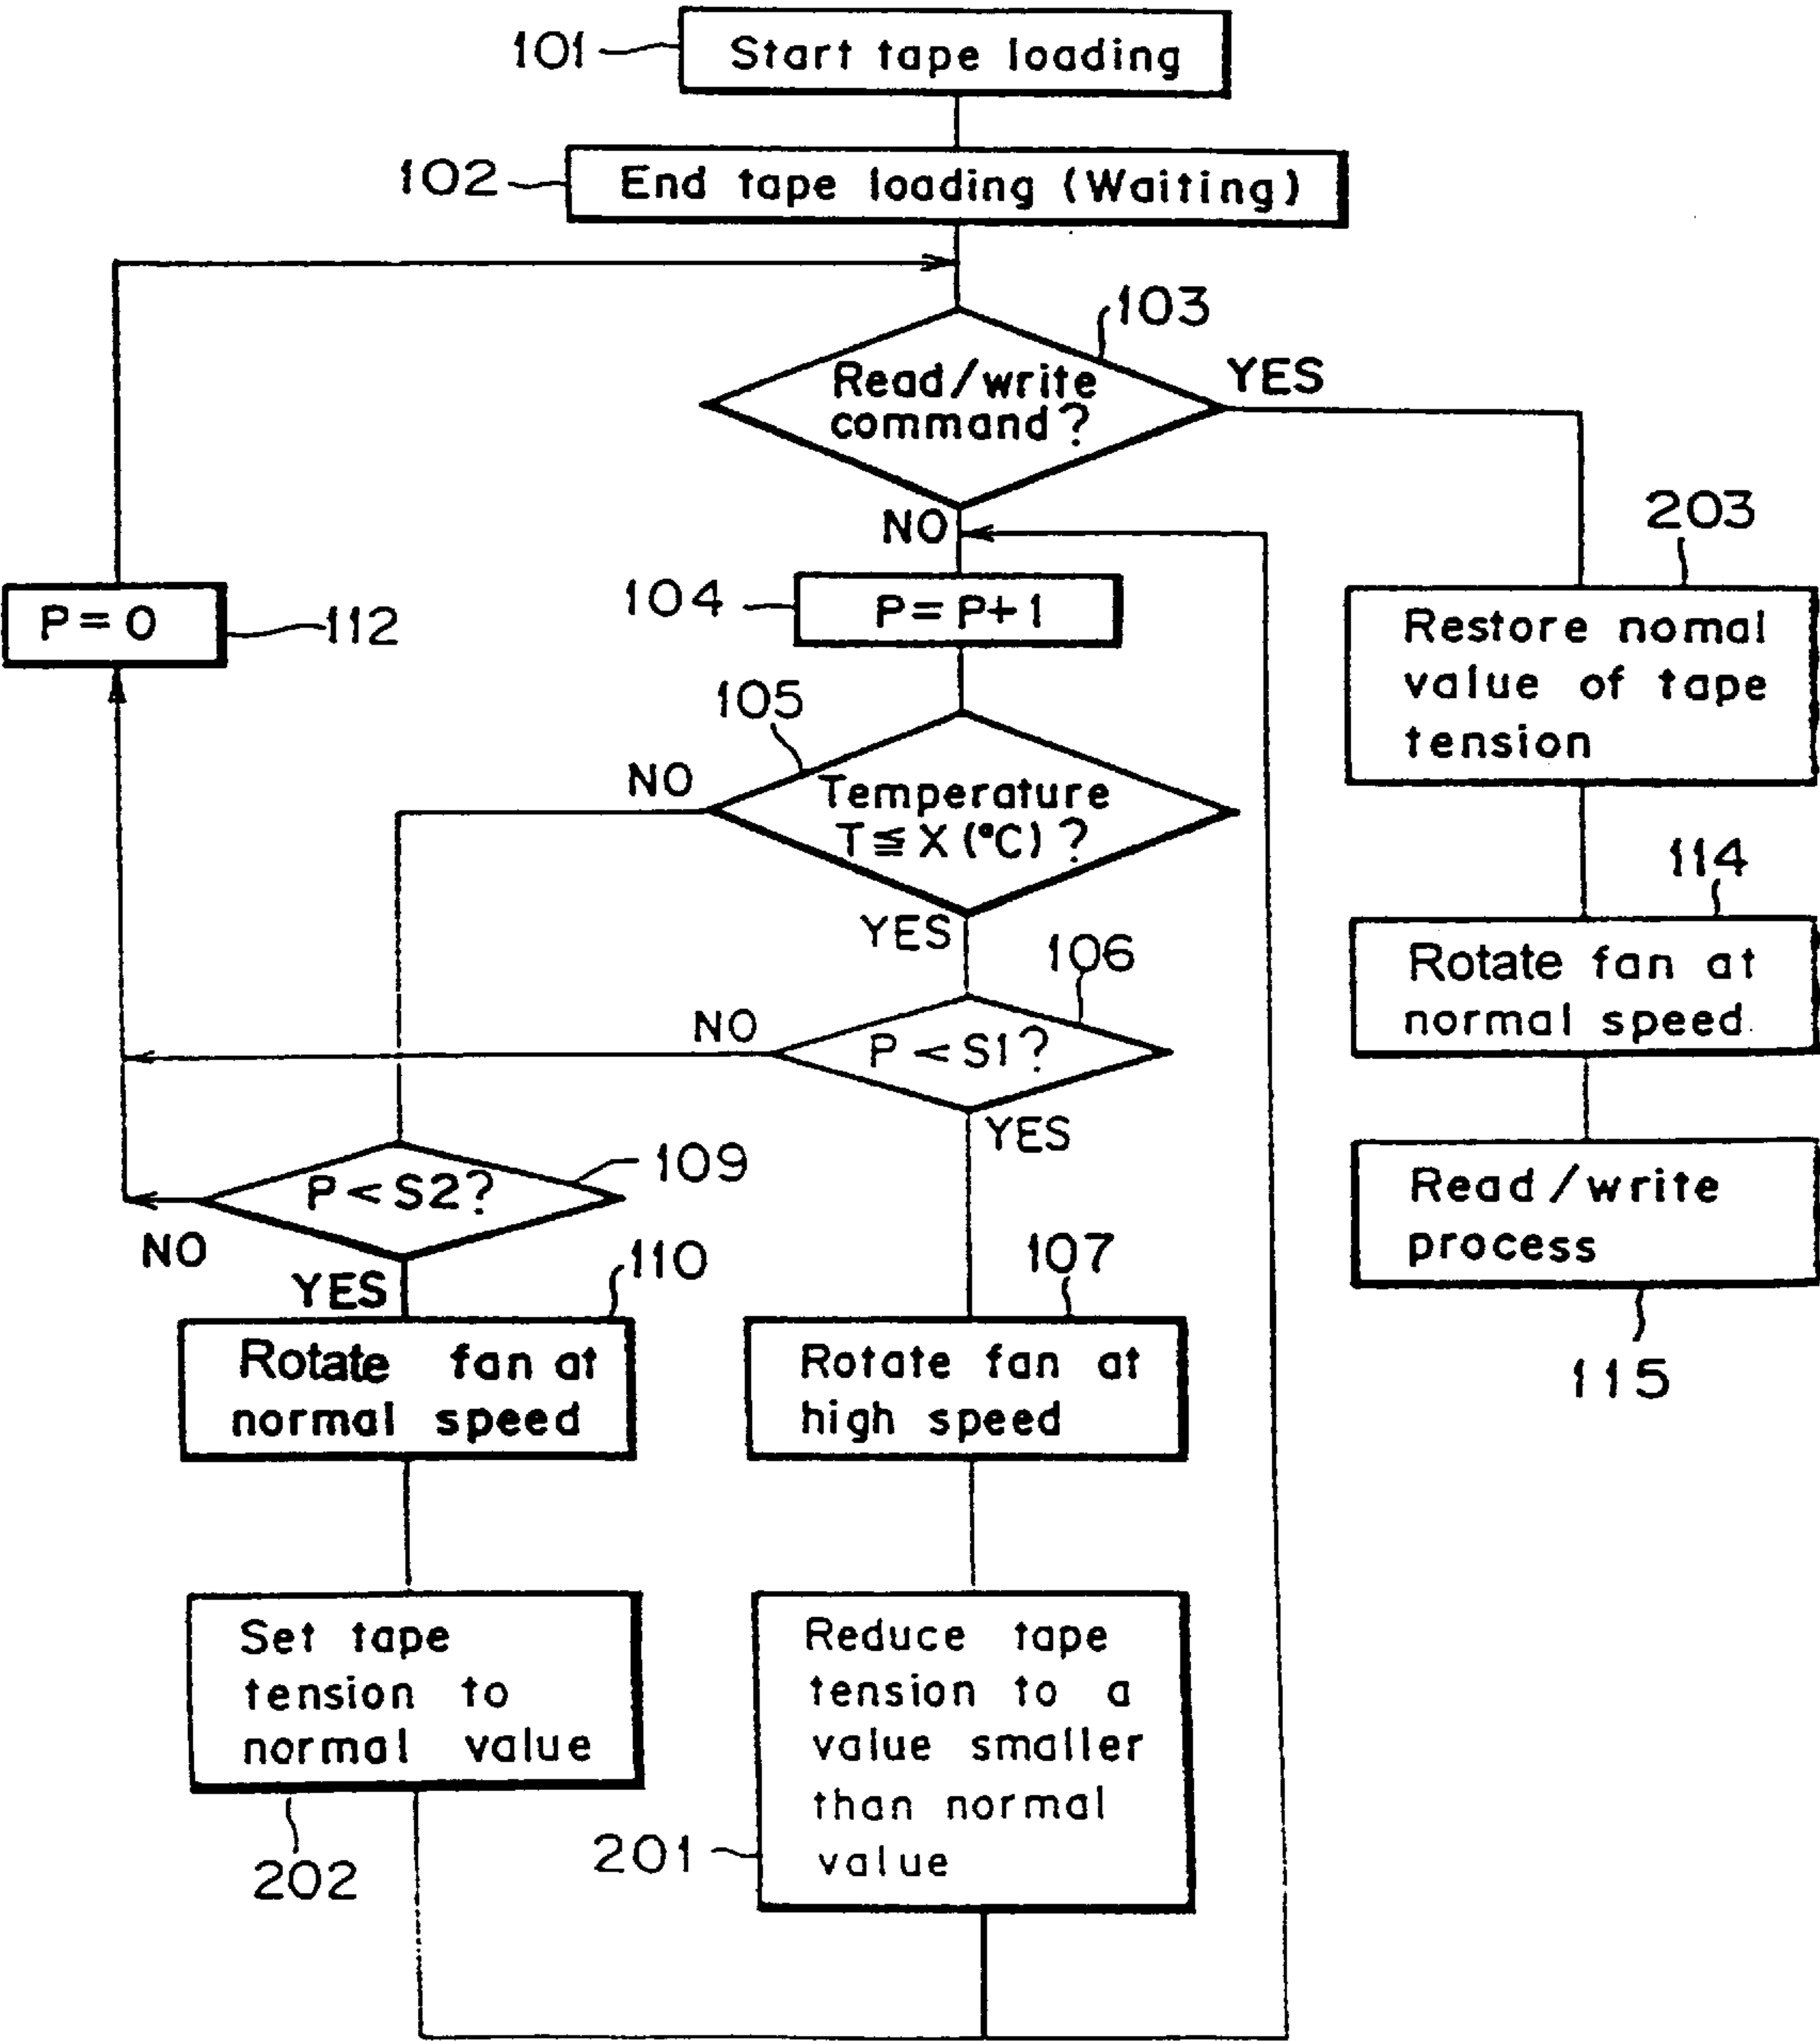 101
Start tape loading
102
End tape loading (Waiting)
103
Read/write
command?
YES
NO
203
104
P=P+1
P=0
112
Restore nomal
value of tape
tension
105
NO
Temperature
T≦X (°C)?
YES
114
Rotate fan at
normal speed
106
NO
P<S1?
YES
109
P<S2?
NO
YES
Read/write
process
115
110
Rotate fan at
normal speed
107
Rotate fan at
high speed
Set tape
tension to
normal value
202
Reduce tape
tension to a
value smaller
than normal
value
201